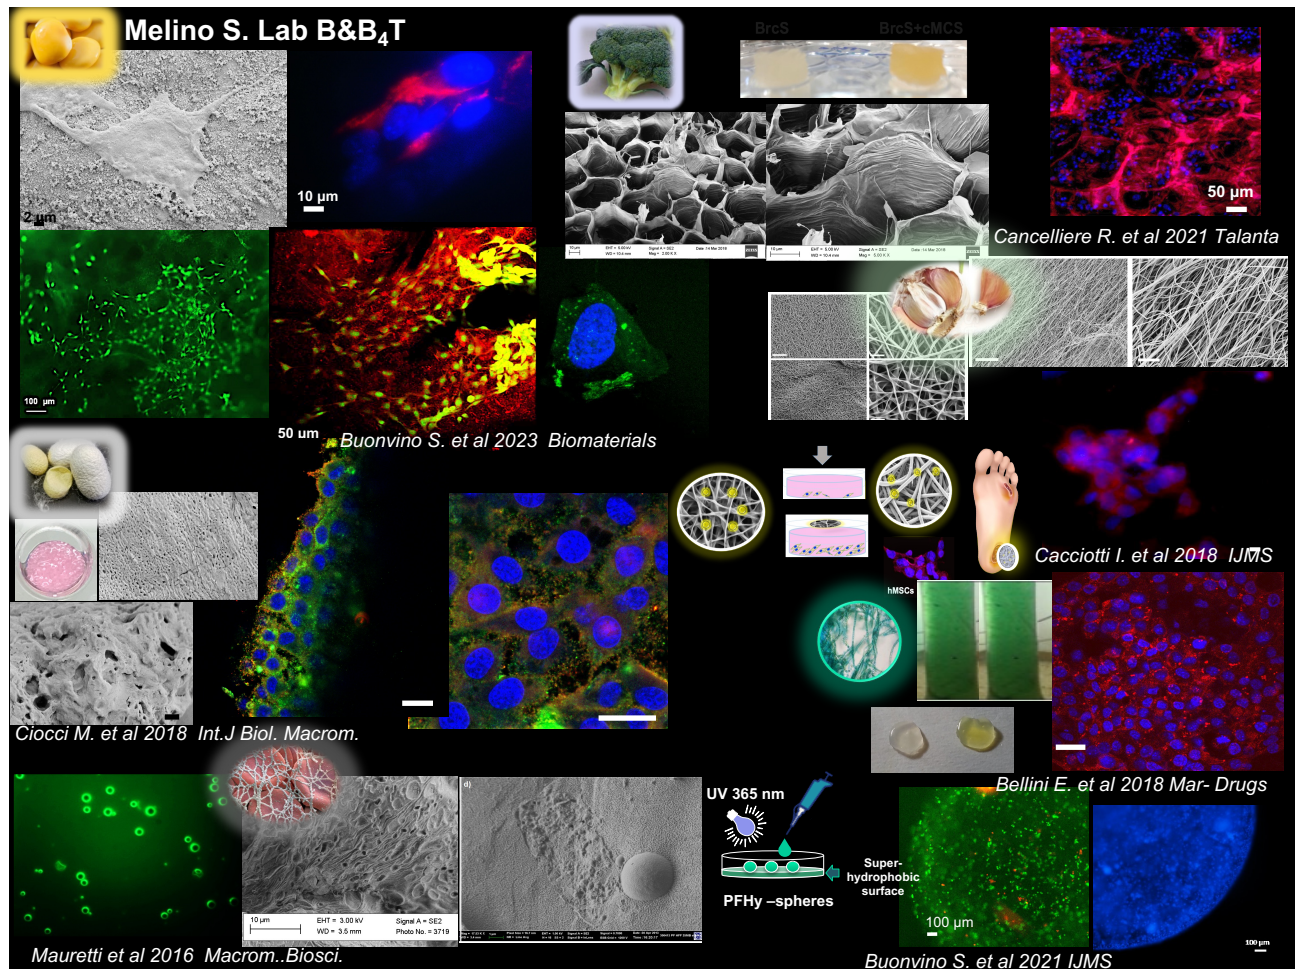 Melino S. Lab B&B4T
BrcS
BrcS+cMCS
2 µm
10 µm
50 µm
Cancelliere R. et al 2021 Talanta
100 µm
50 um
Buonvino S. et al 2023 Biomaterials
Cacciotti I. et al 2018 IJMS
hMSCs
Ciocci M. et al 2018 Int.J Biol. Macrom.
Bellini E. et al 2018 Mar- Drugs
d)
UV 365 nm
Super-
hydrophobic
surface
PFHy –spheres
10 µm
EHT = 3.00 kV
Signal A = SE2
WD = 3.5 mm
Photo No. = 3719
100 µm
100 µm
Mauretti et al 2016 Macrom..Biosci.
Buonvino S. et al 2021 IJMS